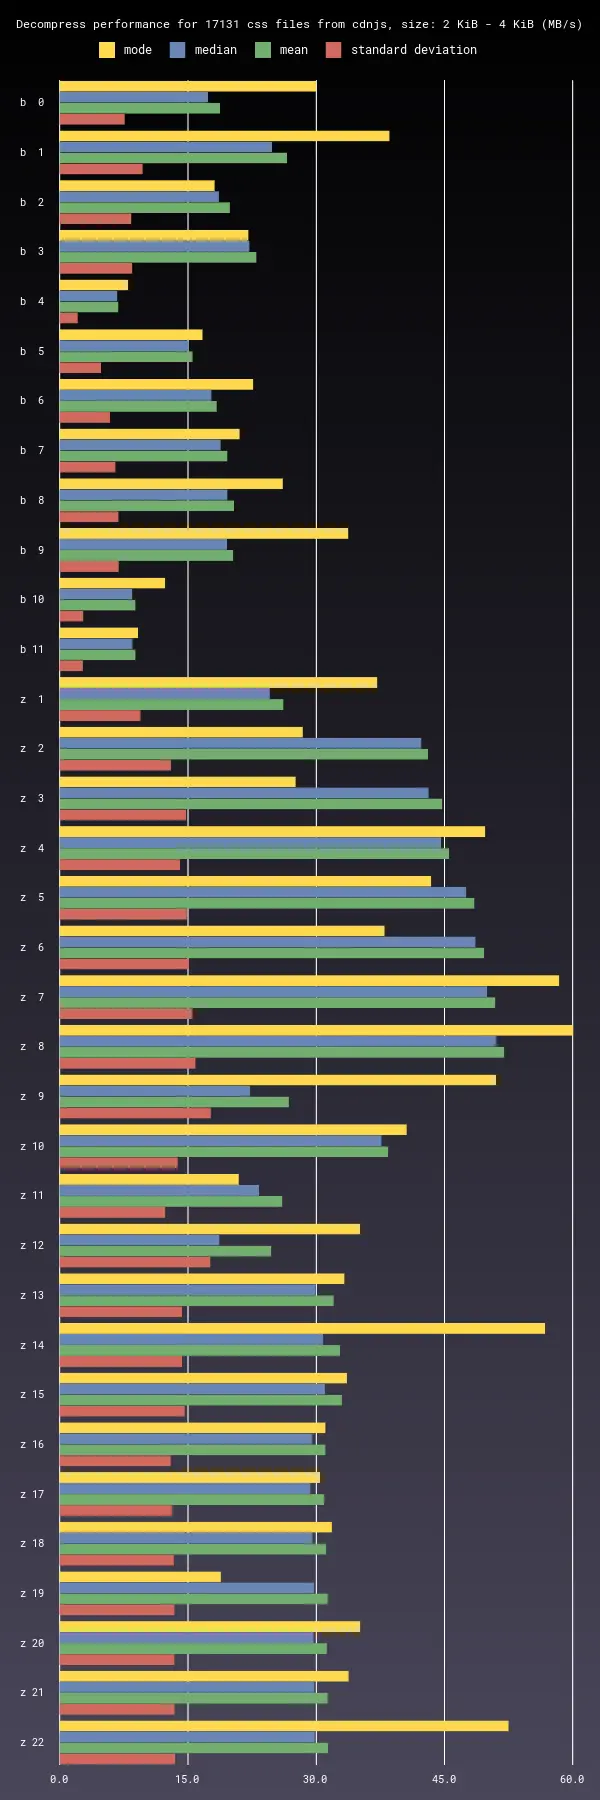 Decompress performance for 17131 css files from cdnjs, size: 2 KiB - 4 KiB (MB/s)
mode median mean standard deviation
b 0
b 1
b 2
b 3
b 4
b 5
b 6
b 7
b 8
b 9
b 10
b 11
z 1
z 2
z 3
z 4
z 5
z 6
z 7
z 8
z 9
z 10
z 11
z 12
z 13
z 14
z 15
z 16
z 17
z 18
z 19
z 20
z 21
z 22
0.0 15.0 30.0 45.0 60.0